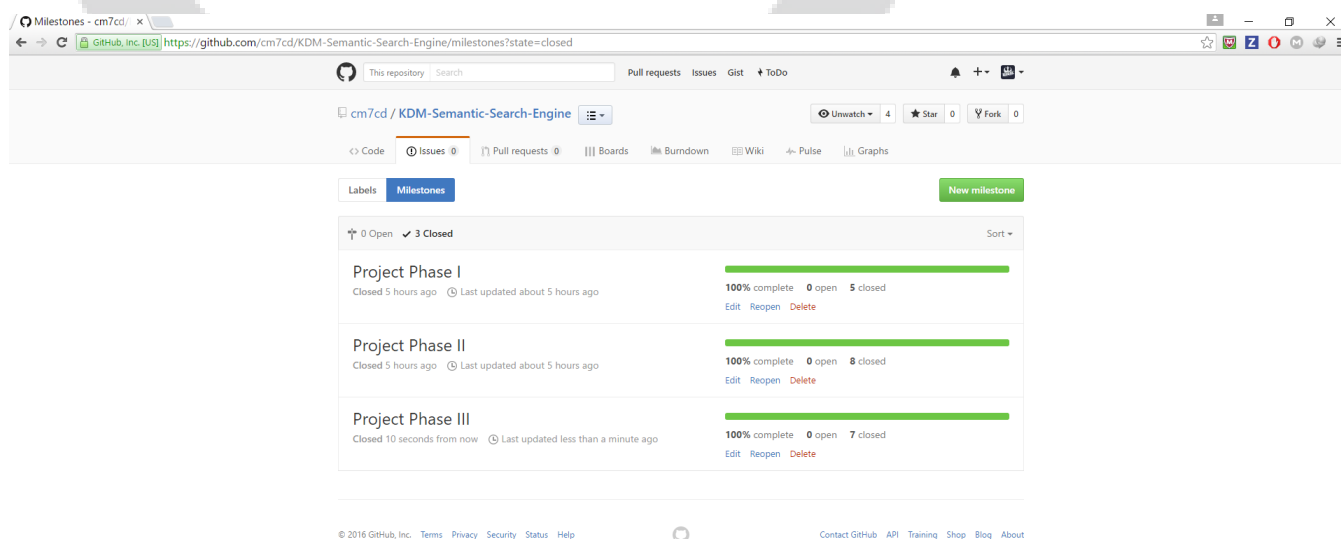 Milestones - cm7cd/
GitHub, Inc. [US] https://github.com/cm7cd/KDM-Semantic-Search-Engine/milestones?state=closed
This repository Search Pull requests Issues Gist ToDo
cm7cd / KDM-Semantic-Search-Engine Unwatch 4 Star 0 Fork 0
Code Issues 0 Pull requests 0 Boards Burndown Wiki Pulse Graphs
Labels Milestones New milestone
0 Open 3 Closed Sort
Project Phase I
Closed 5 hours ago Last updated about 5 hours ago
100% complete 0 open 5 closed
Edit Reopen Delete
Project Phase II
Closed 5 hours ago Last updated about 5 hours ago
100% complete 0 open 8 closed
Edit Reopen Delete
Project Phase III
Closed 10 seconds from now Last updated less than a minute ago
100% complete 0 open 7 closed
Edit Reopen Delete
© 2016 GitHub, Inc. Terms Privacy Security Status Help Contact GitHub API Training Shop Blog About